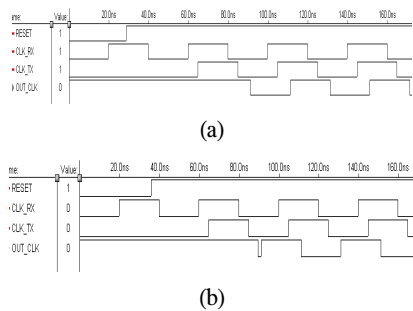 ame: Value: 20.0ns 40.0ns 60.0ns 80.0ns 100.0ns 120.0ns 140.0ns 160.0ns
RESET 1
CLK_RX 1
CLK_TX 1
OUT_CLK 0
(a)
me: Value: 20.0ns 40.0ns 60.0ns 80.0ns 100.0ns 120.0ns 140.0ns 160.0ns
RESET 1
CLK_RX 0
CLK_TX 0
OUT_CLK 0
(b)